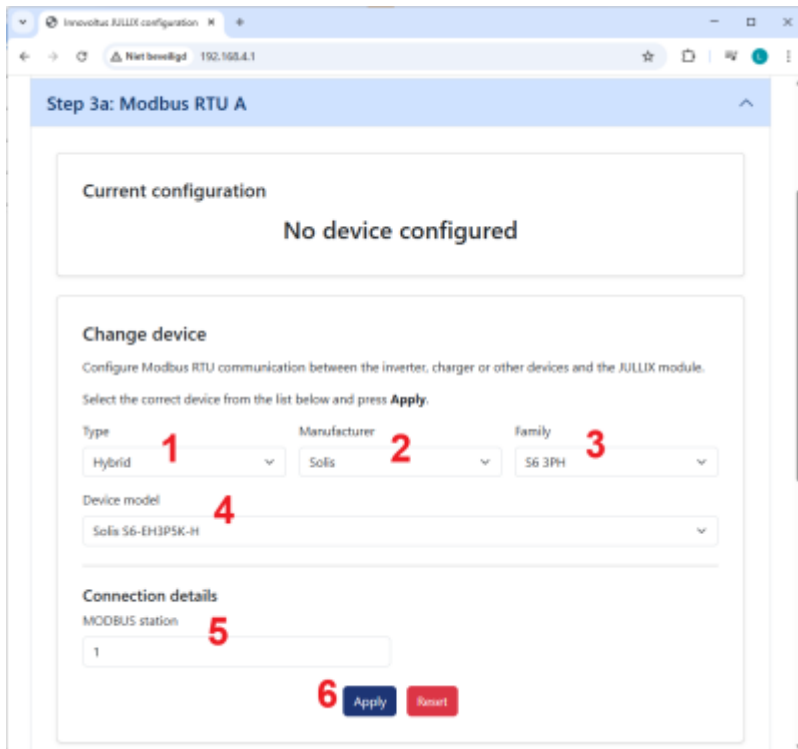 Innovoltus JULLIX configuration
Niet beveiligd 192.168.4.1
L
Step 3a: Modbus RTU A
Current configuration
No device configured
Change device
Configure Modbus RTU communication between the inverter, charger or other devices and the JULLIX module.
Select the correct device from the list below and press Apply.
Type 1 Manufacturer 2 Family 3
Hybrid Solis S6 3PH
Device model 4
Solis S6-EH3P5K-H
Connection details
MODBUS station 5
1
6 Apply Reset